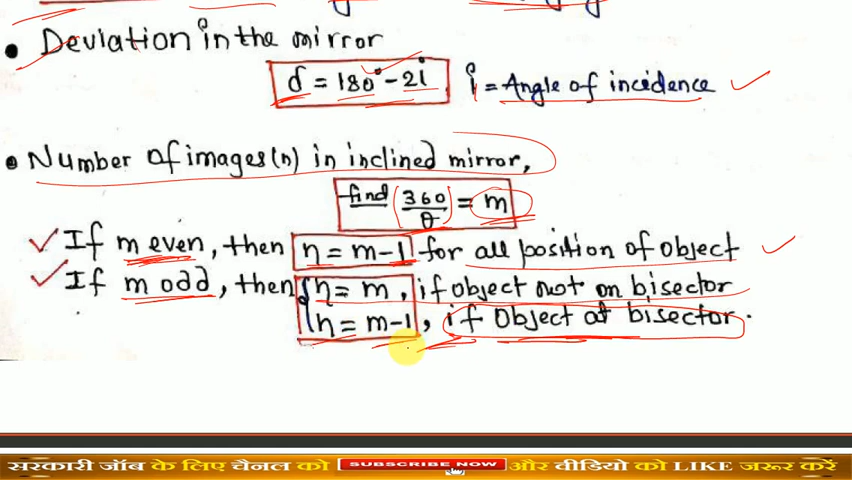 • Deviation in the mirror
d = 180° - 2i i = Angle of incidence
• Number of images(n) in inclined mirror,
find (360/θ) = m
If m even, then n = m-1 for all position of object
If m odd, then { n = m, if object not on bisector
n = m-1, if object at bisector.
सरकारी जॉब के लिए चैनल को SUBSCRIBE NOW और वीडियो को LIKE जरूर करें